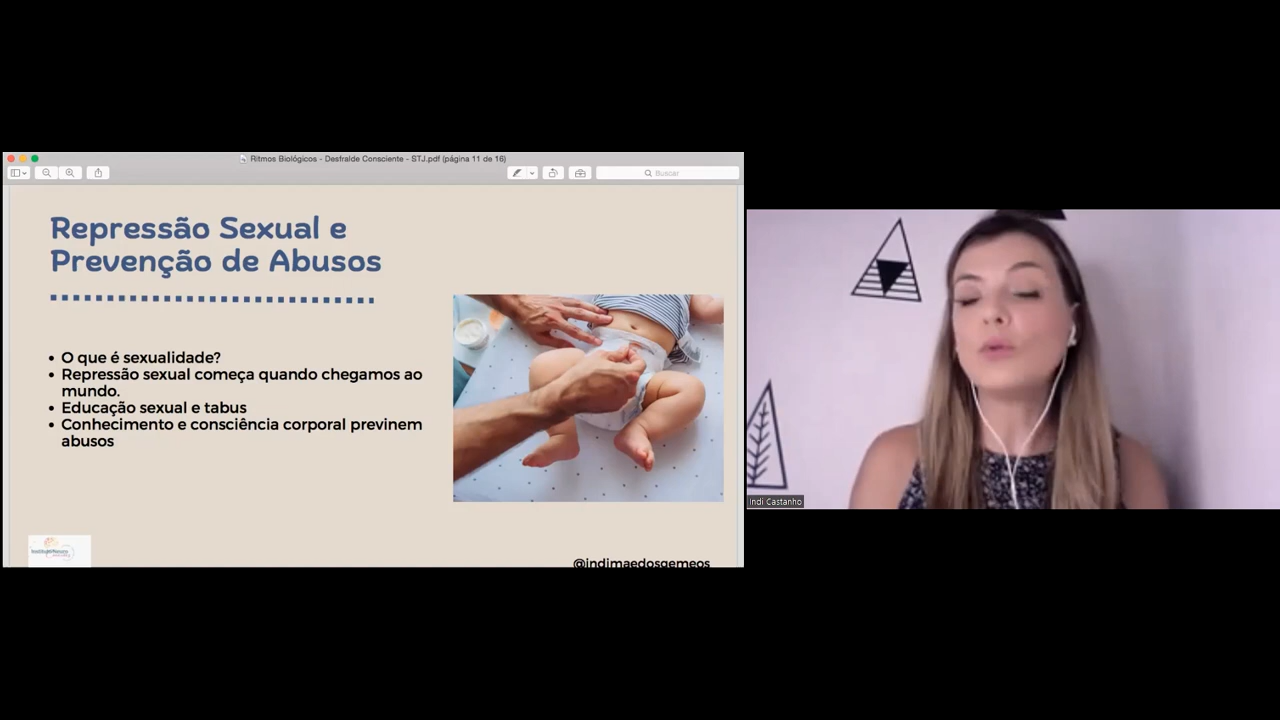 Ritmos Biológicos - Desfralde Consciente - STJ.pdf (página 11 de 16)
Buscar
Repressão Sexual e
Prevenção de Abusos
• O que é sexualidade?
• Repressão sexual começa quando chegamos ao
mundo.
• Educação sexual e tabus
• Conhecimento e consciência corporal previnem
abusos
@indimaedosgemeos
Indi Castanho